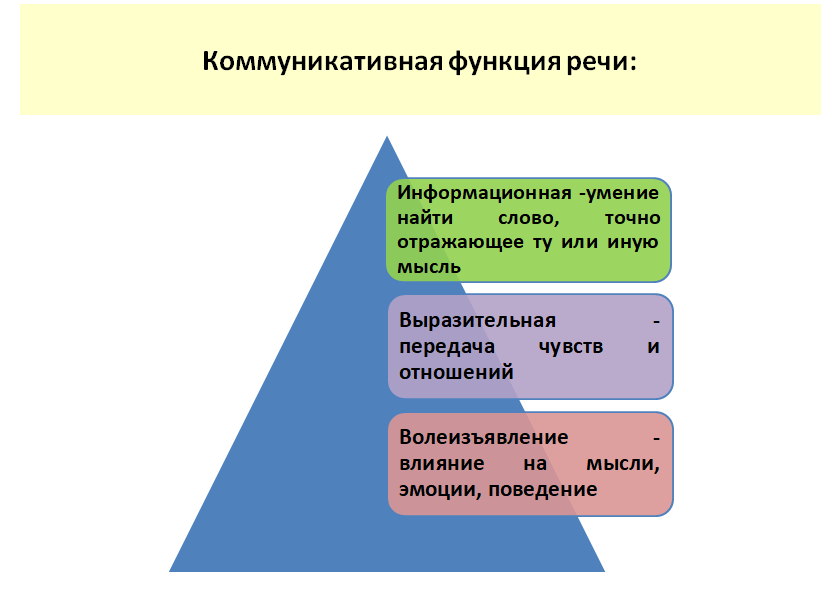 Коммуникативная функция речи:
Информационная -умение
найти слово, точно
отражающее ту или иную
мысль
Выразительная -
передача чувств и
отношений
Волеизъявление -
влияние на мысли,
эмоции, поведение